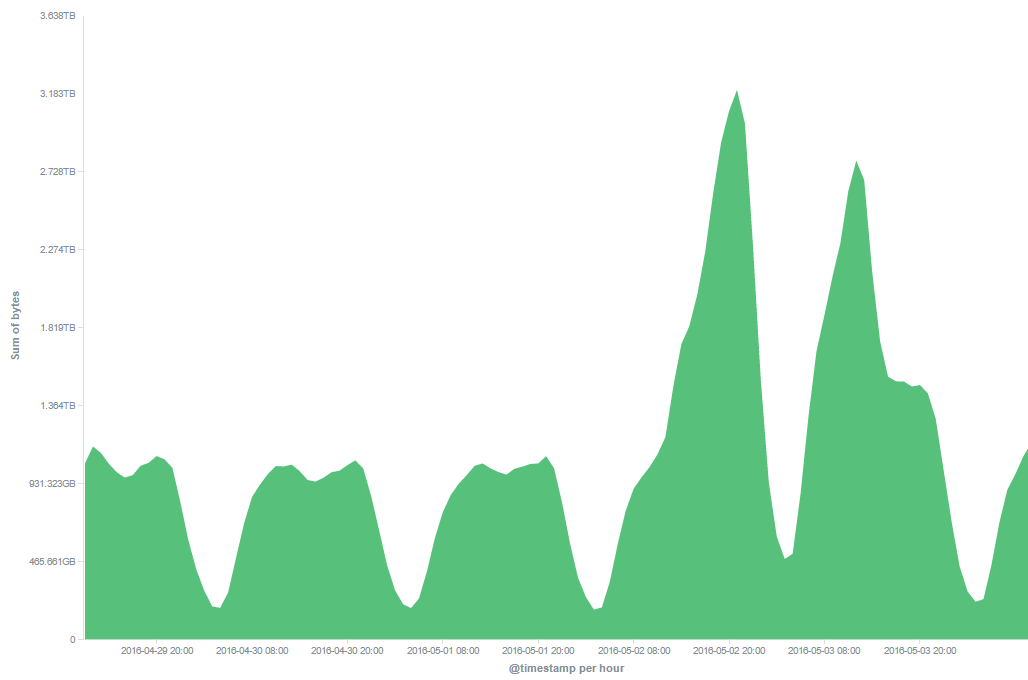 3.638TB
3.183TB
2.728TB
2.274TB
1.819TB
1.364TB
931.323GB
465.661GB
0
Sum of bytes
2016-04-29 20:00 2016-04-30 08:00 2016-04-30 20:00 2016-05-01 08:00 2016-05-01 20:00 2016-05-02 08:00 2016-05-02 20:00 2016-05-03 08:00 2016-05-03 20:00
@timestamp per hour